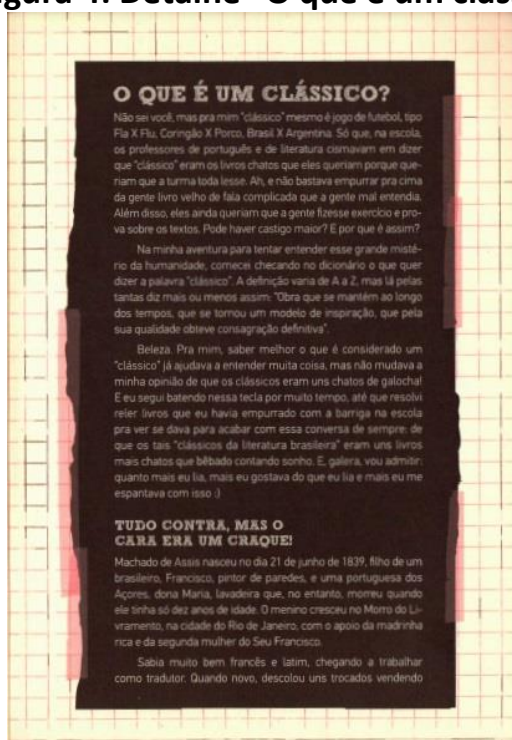 O QUE É UM CLÁSSICO?
Não sei você, mas pra mim "clássico" mesmo é jogo de futebol, tipo
Fla X Flu, Coringão X Porco, Brasil X Argentina. Só que, na escola,
os professores de português e de literatura cismavam em dizer
que "clássico" eram os livros chatos que eles queriam porque que-
riam que a turma toda lesse. Ah, e não bastava empurrar pra cima
da gente livro velho de fala complicada que a gente mal entendia.
Além disso, eles ainda queriam que a gente fizesse exercício e pro-
va sobre os textos. Pode haver castigo maior? E por que é assim?
Na minha aventura para tentar entender esse grande misté-
rio da humanidade, comecei checando no dicionário o que quer
dizer a palavra "clássico". A definição varia de A a Z, mas lá pelas
tantas diz mais ou menos assim: "Obra que se mantém ao longo
dos tempos, que se tornou um modelo de inspiração, que pela
sua qualidade obteve consagração definitiva".
Beleza. Pra mim, saber melhor o que é considerado um
"clássico" já ajudava a entender muita coisa, mas não mudava a
minha opinião de que os clássicos eram uns chatos de galocha!
E eu segui batendo nessa tecla por muito tempo, até que resolvi
reler livros que eu havia empurrado com a barriga na escola
pra ver se dava para acabar com essa conversa de sempre: de
que os tais "clássicos da literatura brasileira" eram uns livros
mais chatos que bêbado contando sonho. E, galera, vou admitir:
quanto mais eu lia, mais eu gostava do que eu lia e mais eu me
espantava com isso :)
TUDO CONTRA, MAS O
CARA ERA UM CRAQUE!
Machado de Assis nasceu no dia 21 de junho de 1839, filho de um
brasileiro, Francisco, pintor de paredes, e uma portuguesa dos
Açores, dona Maria, lavadeira que, no entanto, morreu quando
ele tinha só dez anos de idade. O menino cresceu no Morro do Li-
vramento, na cidade do Rio de Janeiro, com o apoio da madrinha
rica e da segunda mulher do Seu Francisco.
Sabia muito bem francês e latim, chegando a trabalhar
como tradutor. Quando novo, descolou uns trocados vendendo